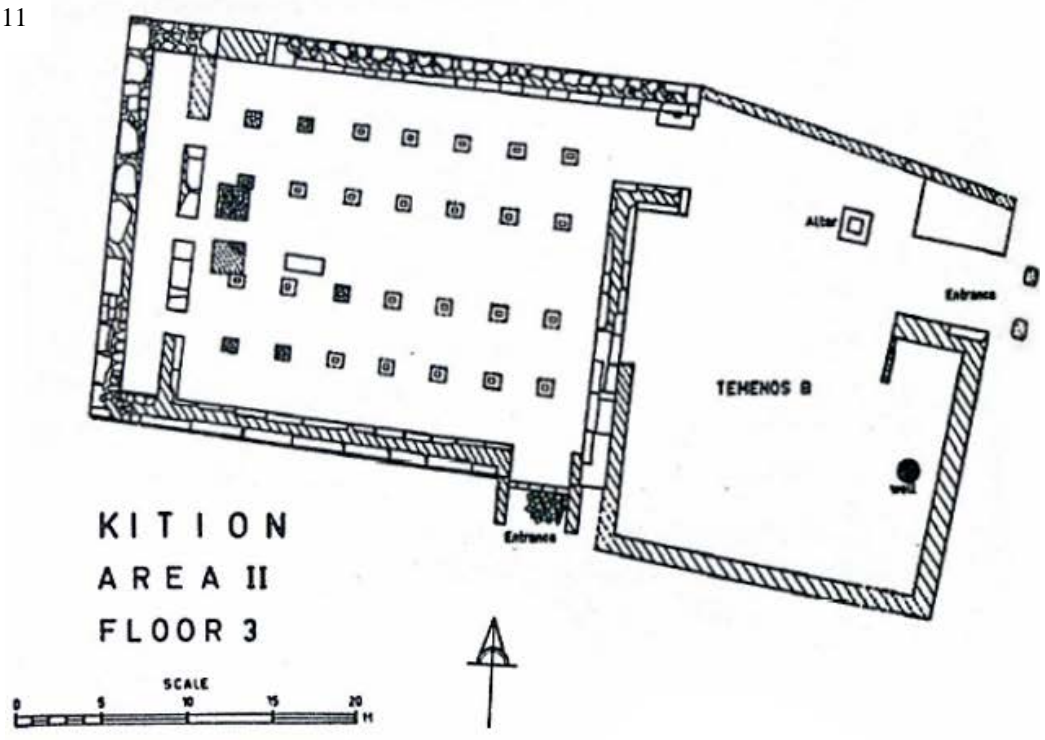 11
Altar
Entrance
TEMENOS B
well
Entrance
KITION
AREA II
FLOOR 3
SCALE
0 5 10 15 20 M